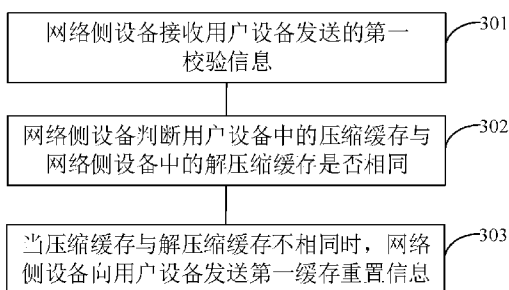 网络侧设备接收用户设备发送的第一
校验信息
301
网络侧设备判断用户设备中的压缩缓存与
网络侧设备中的解压缩缓存是否相同
302
当压缩缓存与解压缩缓存不相同时，网络
侧设备向用户设备发送第一缓存重置信息
303